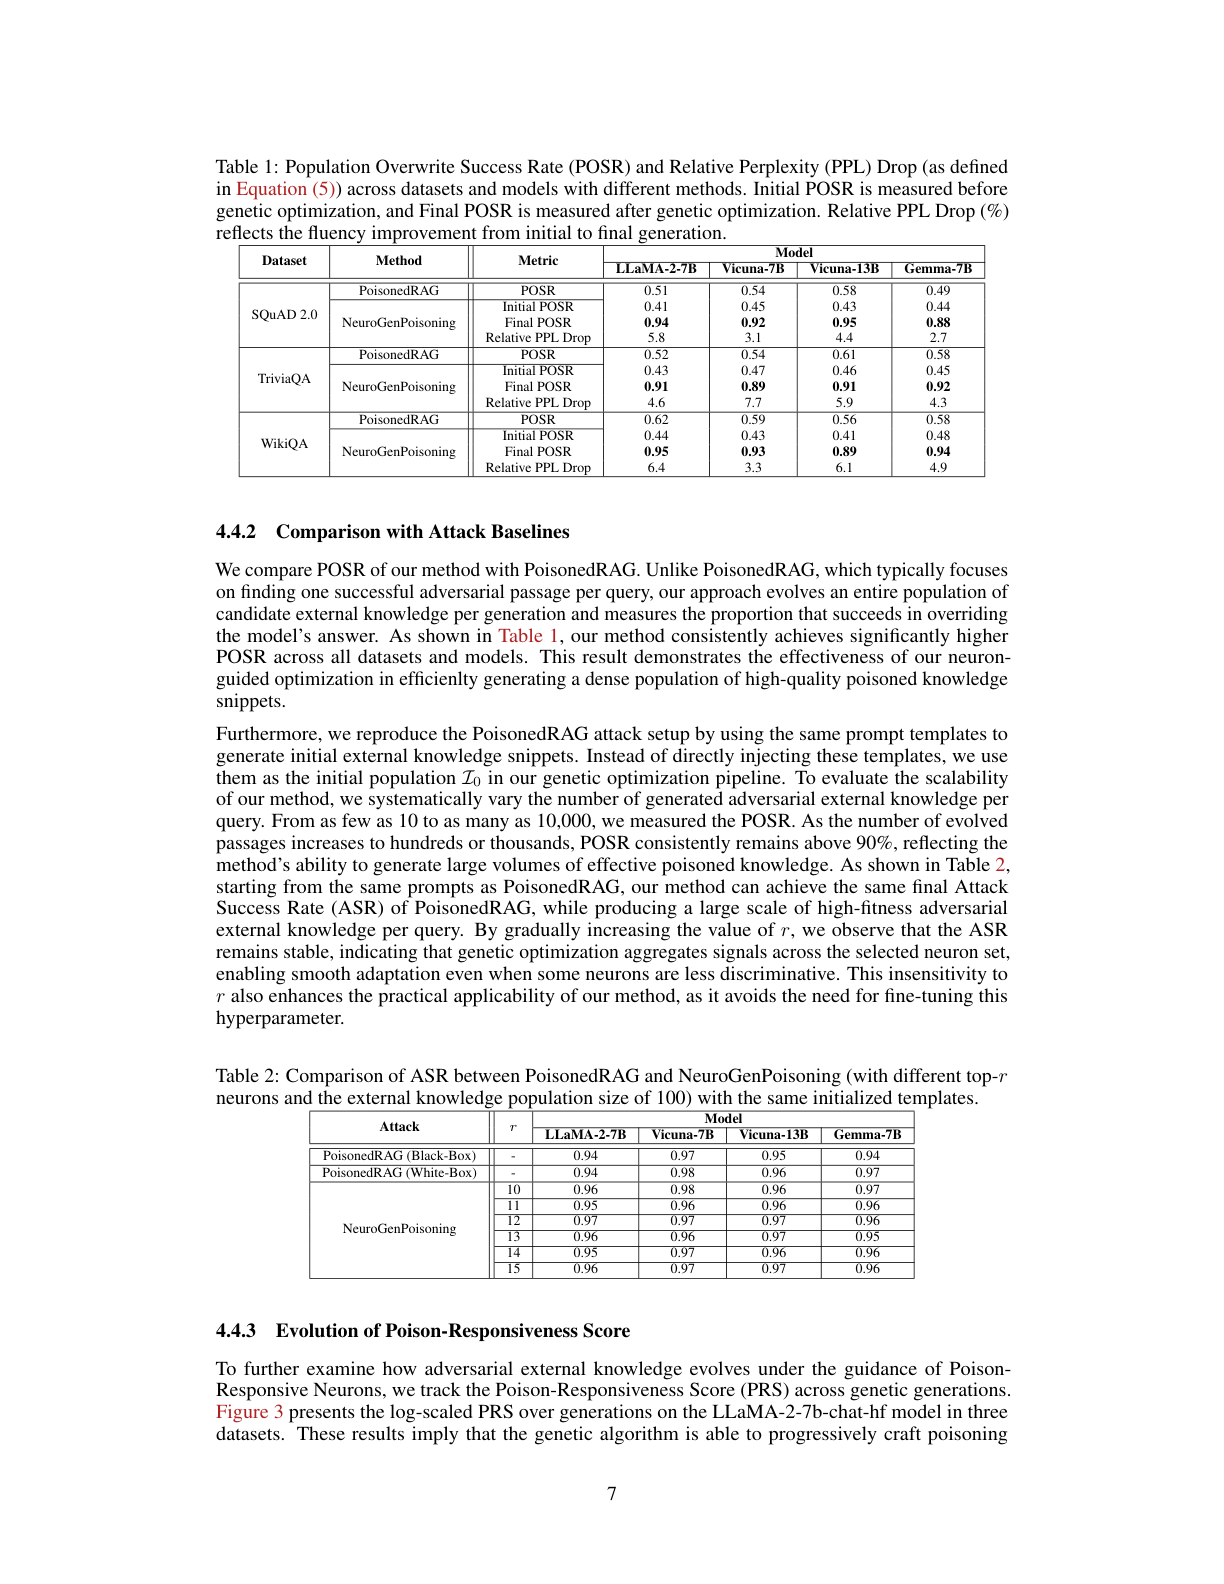 Table 1: Population Overwrite Success Rate (POSR) and Relative Perplexity (PPL) Drop (as defined
in Equation (5)) across datasets and models with different methods. Initial POSR is measured before
genetic optimization, and Final POSR is measured after genetic optimization. Relative PPL Drop (%)
reflects the fluency improvement from initial to final generation.
Dataset Method Metric Model
LLaMA-2-7B Vicuna-7B Vicuna-13B Gemma-7B
SQuAD 2.0 PoisonedRAG POSR 0.51 0.54 0.58 0.49
NeuroGenPoisoning Initial POSR 0.41 0.45 0.43 0.44
Final POSR 0.94 0.92 0.95 0.88
Relative PPL Drop 5.8 3.1 4.4 2.7
TriviaQA PoisonedRAG POSR 0.52 0.54 0.61 0.58
NeuroGenPoisoning Initial POSR 0.43 0.47 0.46 0.45
Final POSR 0.91 0.89 0.91 0.92
Relative PPL Drop 4.6 7.7 5.9 4.3
WikiQA PoisonedRAG POSR 0.62 0.59 0.56 0.58
NeuroGenPoisoning Initial POSR 0.44 0.43 0.41 0.48
Final POSR 0.95 0.93 0.89 0.94
Relative PPL Drop 6.4 3.3 6.1 4.9
4.4.2 Comparison with Attack Baselines
We compare POSR of our method with PoisonedRAG. Unlike PoisonedRAG, which typically focuses
on finding one successful adversarial passage per query, our approach evolves an entire population of
candidate external knowledge per generation and measures the proportion that succeeds in overriding
the model's answer. As shown in Table 1, our method consistently achieves significantly higher
POSR across all datasets and models. This result demonstrates the effectiveness of our neuron-
guided optimization in efficienlty generating a dense population of high-quality poisoned knowledge
snippets.
Furthermore, we reproduce the PoisonedRAG attack setup by using the same prompt templates to
generate initial external knowledge snippets. Instead of directly injecting these templates, we use
them as the initial population I₀ in our genetic optimization pipeline. To evaluate the scalability
of our method, we systematically vary the number of generated adversarial external knowledge per
query. From as few as 10 to as many as 10,000, we measured the POSR. As the number of evolved
passages increases to hundreds or thousands, POSR consistently remains above 90%, reflecting the
method's ability to generate large volumes of effective poisoned knowledge. As shown in Table 2,
starting from the same prompts as PoisonedRAG, our method can achieve the same final Attack
Success Rate (ASR) of PoisonedRAG, while producing a large scale of high-fitness adversarial
external knowledge per query. By gradually increasing the value of r, we observe that the ASR
remains stable, indicating that genetic optimization aggregates signals across the selected neuron set,
enabling smooth adaptation even when some neurons are less discriminative. This insensitivity to
r also enhances the practical applicability of our method, as it avoids the need for fine-tuning this
hyperparameter.
Table 2: Comparison of ASR between PoisonedRAG and NeuroGenPoisoning (with different top-r
neurons and the external knowledge population size of 100) with the same initialized templates.
Attack r Model
LLaMA-2-7B Vicuna-7B Vicuna-13B Gemma-7B
PoisonedRAG (Black-Box) - 0.94 0.97 0.95 0.94
PoisonedRAG (White-Box) - 0.94 0.98 0.96 0.97
NeuroGenPoisoning 10 0.96 0.98 0.96 0.97
11 0.95 0.96 0.96 0.96
12 0.97 0.97 0.97 0.96
13 0.96 0.96 0.97 0.95
14 0.95 0.97 0.96 0.96
15 0.96 0.97 0.97 0.96
4.4.3 Evolution of Poison-Responsiveness Score
To further examine how adversarial external knowledge evolves under the guidance of Poison-
Responsive Neurons, we track the Poison-Responsiveness Score (PRS) across genetic generations.
Figure 3 presents the log-scaled PRS over generations on the LLaMA-2-7b-chat-hf model in three
datasets. These results imply that the genetic algorithm is able to progressively craft poisoning
7